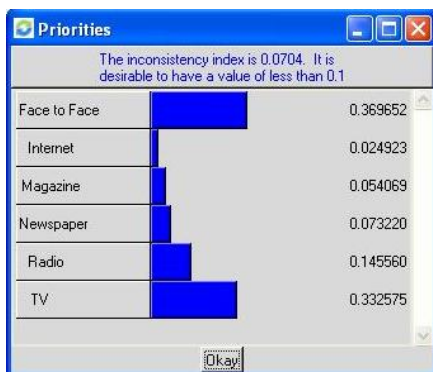 Priorities
The inconsistency index is 0.0704. It is
desirable to have a value of less than 0.1
Face to Face 0.369652
Internet 0.024923
Magazine 0.054069
Newspaper 0.073220
Radio 0.145560
TV 0.332575
Okay